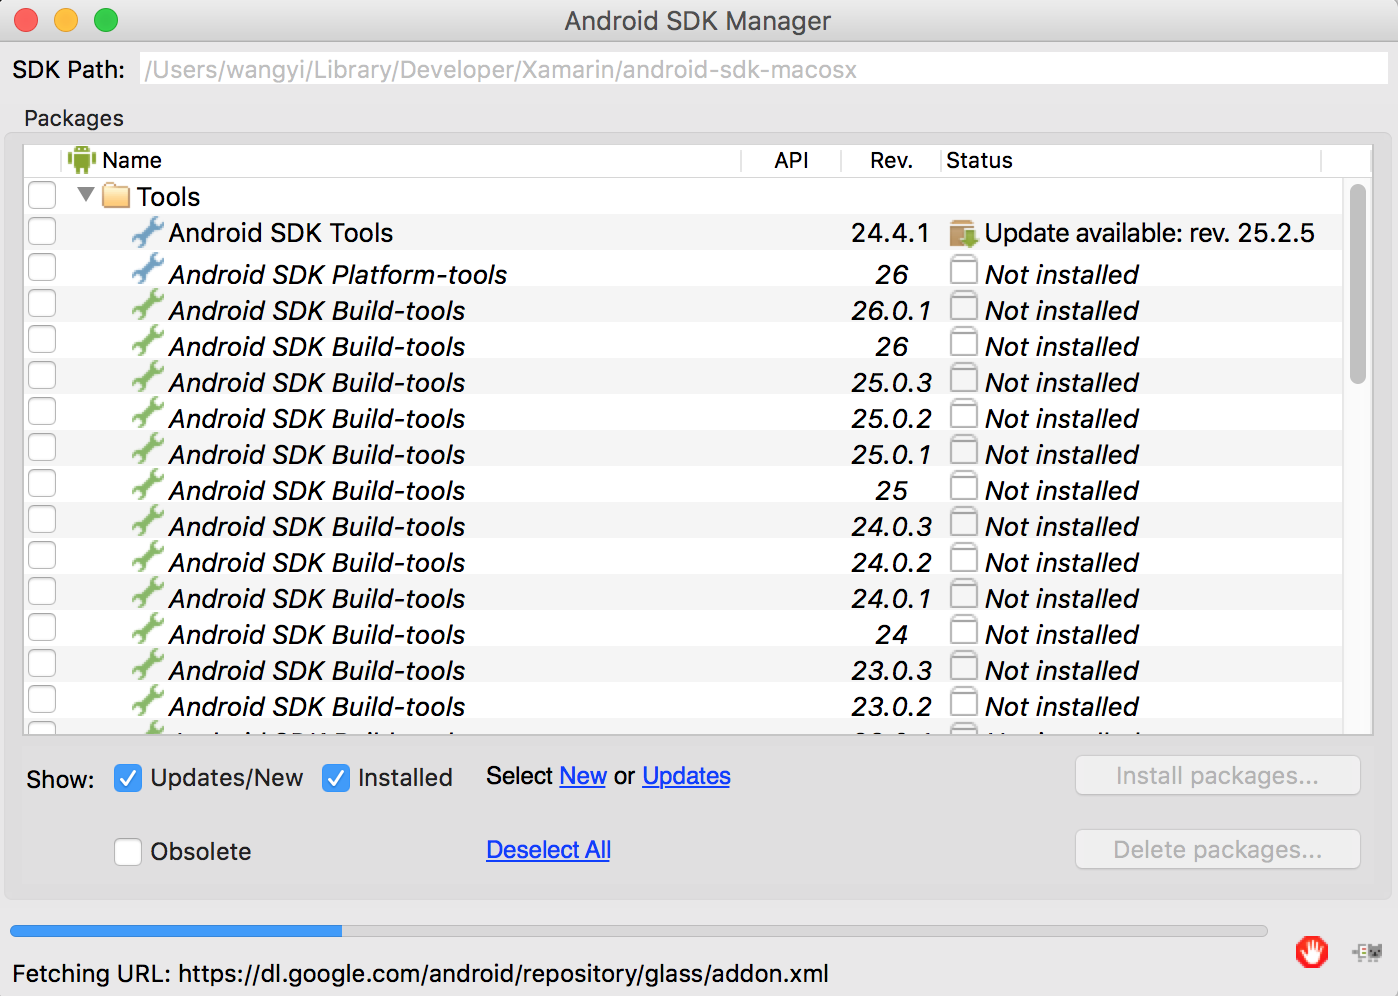 Android SDK Manager
SDK Path: /Users/wangyi/Library/Developer/Xamarin/android-sdk-macosx
Packages
Name API Rev. Status
Tools
Android SDK Tools 24.4.1 Update available: rev. 25.2.5
Android SDK Platform-tools 26 Not installed
Android SDK Build-tools 26.0.1 Not installed
Android SDK Build-tools 26 Not installed
Android SDK Build-tools 25.0.3 Not installed
Android SDK Build-tools 25.0.2 Not installed
Android SDK Build-tools 25.0.1 Not installed
Android SDK Build-tools 25 Not installed
Android SDK Build-tools 24.0.3 Not installed
Android SDK Build-tools 24.0.2 Not installed
Android SDK Build-tools 24.0.1 Not installed
Android SDK Build-tools 24 Not installed
Android SDK Build-tools 23.0.3 Not installed
Android SDK Build-tools 23.0.2 Not installed
Show: Updates/New Installed Select New or Updates Install packages...
Obsolete Deselect All Delete packages...
Fetching URL: https://dl.google.com/android/repository/glass/addon.xml